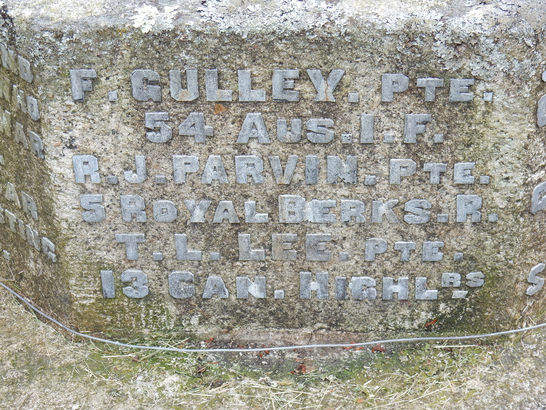 F. GULLEY. PTE.
54 AUS. I. F.
R. J. PARVIN. PTE.
5 ROYAL BERKS. R.
T. L. LEE. PTE.
13 CAN. HIGHLRS